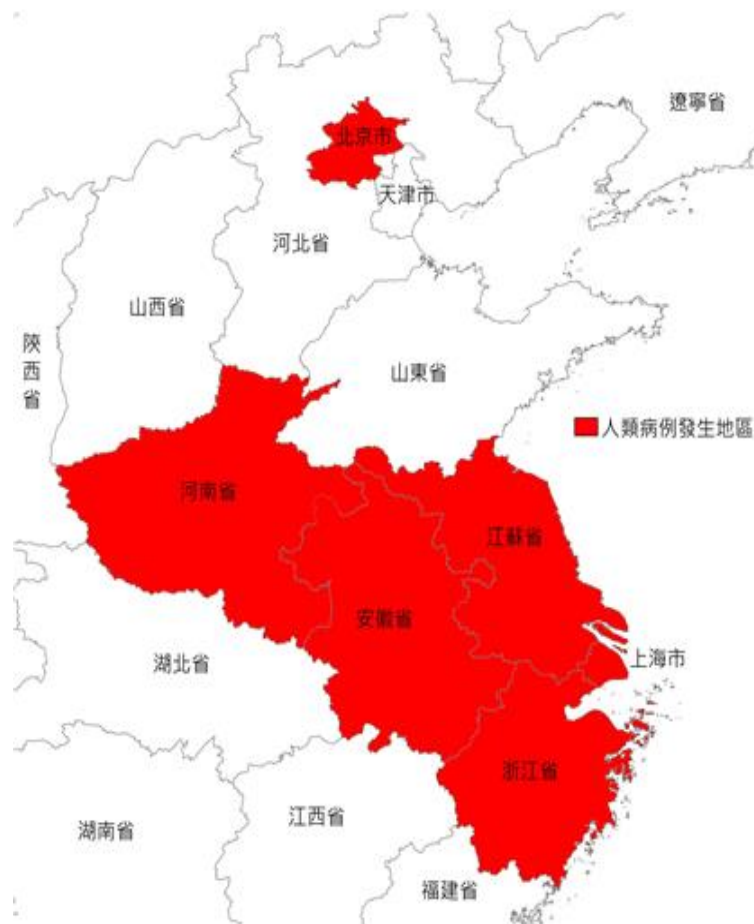 遼寧省
北京市
天津市
河北省
山西省
陝西省
山東省
人類病例發生地區
河南省
江蘇省
安徽省
上海市
湖北省
浙江省
江西省
湖南省
福建省